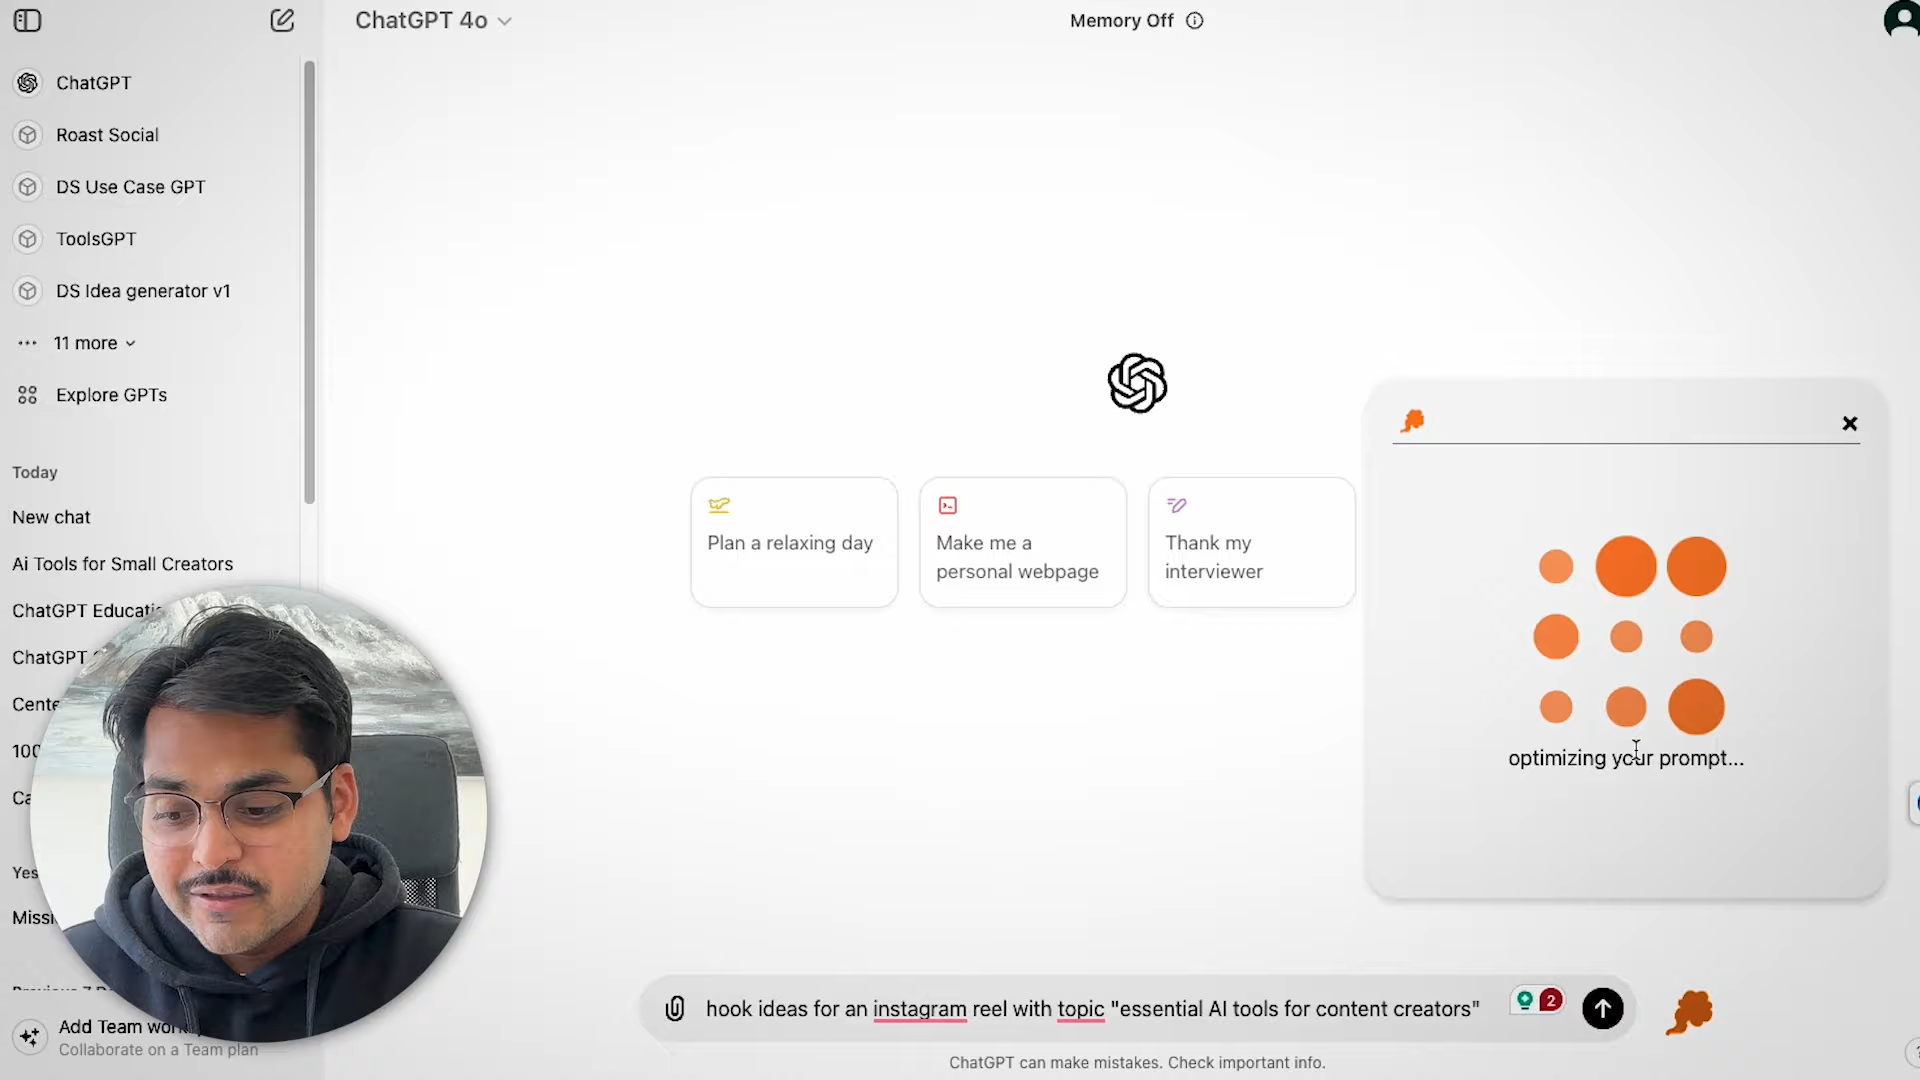 ChatGPT 4o
Memory Off
ChatGPT
Roast Social
DS Use Case GPT
ToolsGPT
DS Idea generator v1
11 more
Explore GPTs
Today
New chat
Ai Tools for Small Creators
ChatGPT
ChatGPT
100
Add Team
Collaborate on a Team plan
Plan a relaxing day
Make me a
personal webpage
Thank my
interviewer
optimizing your prompt...
hook ideas for an instagram reel with topic "essential AI tools for content creators"
2
ChatGPT can make mistakes. Check important info.